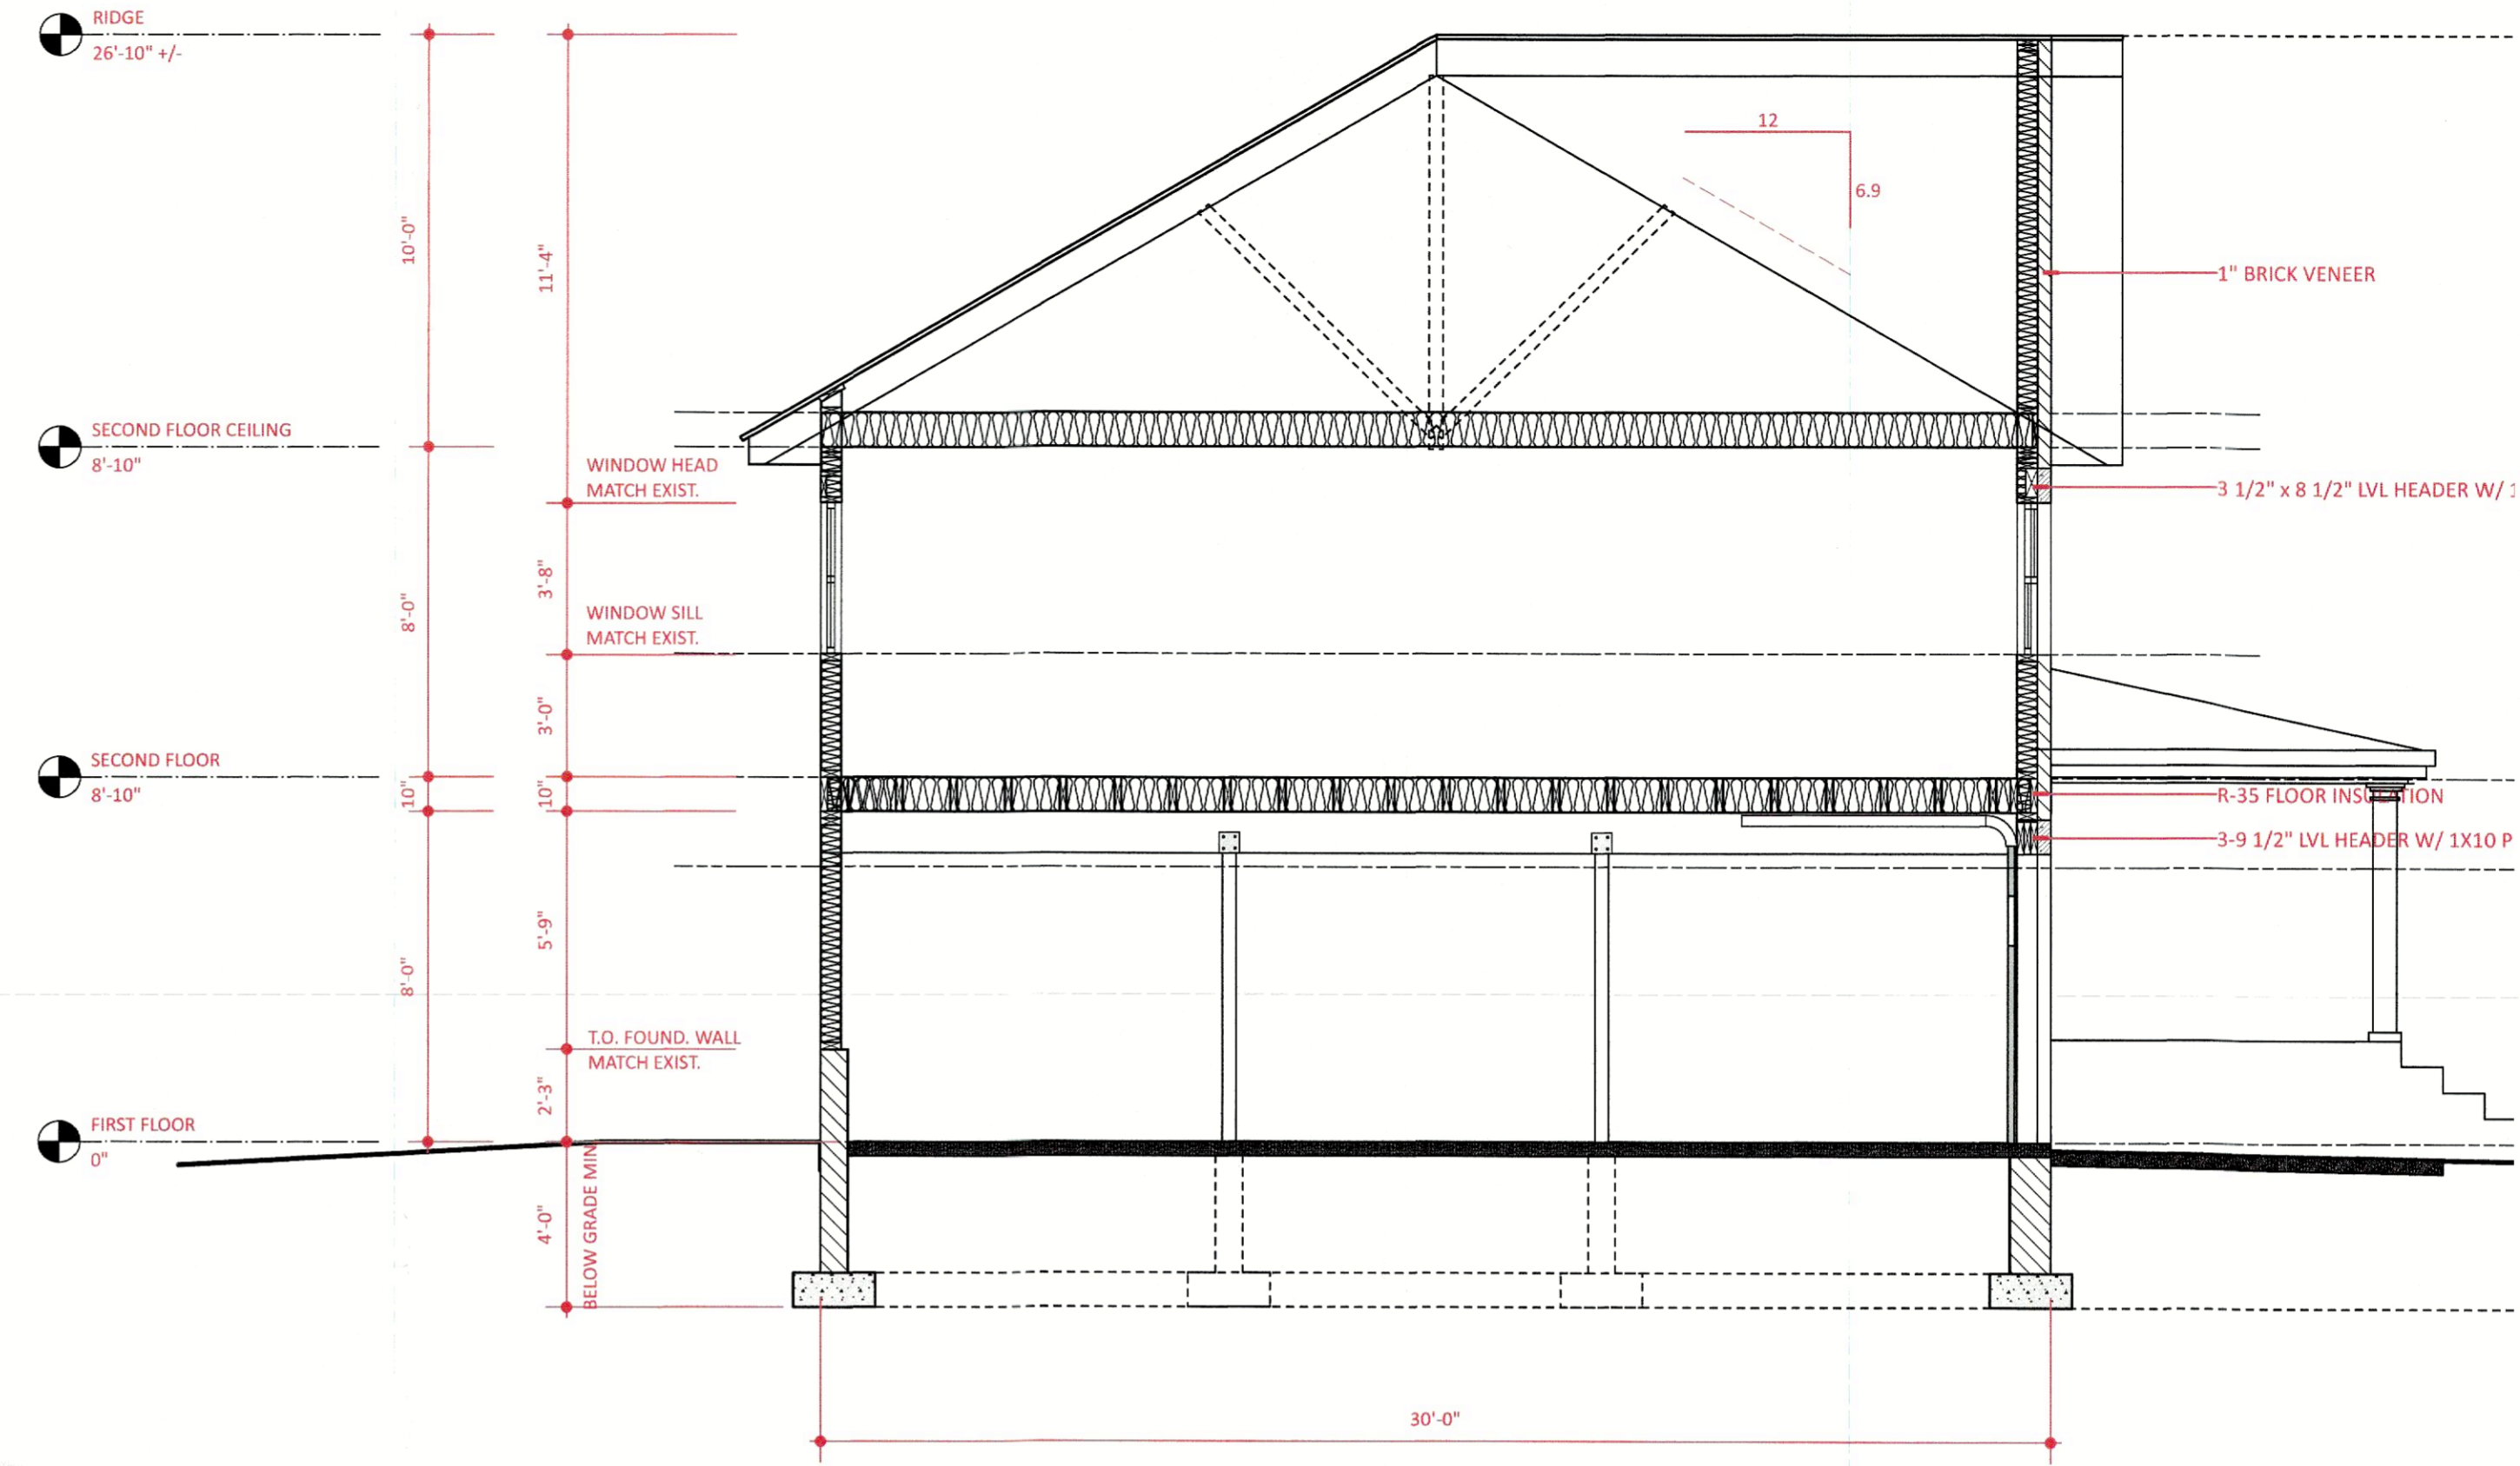 RIDGE
26'-10" +/-
12
6.9
10'-0"
11'-4"
1" BRICK VENEER
SECOND FLOOR CEILING
8'-10"
WINDOW HEAD
MATCH EXIST.
3 1/2" x 8 1/2" LVL HEADER W/ 1
3'-8"
8'-0"
WINDOW SILL
MATCH EXIST.
3'-0"
SECOND FLOOR
8'-10"
10"
10"
R-35 FLOOR INSULATION
3-9 1/2" LVL HEADER W/ 1X10 P
5'-9"
8'-0"
T.O. FOUND. WALL
MATCH EXIST.
2'-3"
FIRST FLOOR
0"
4'-0"
BELOW GRADE MIN
30'-0"